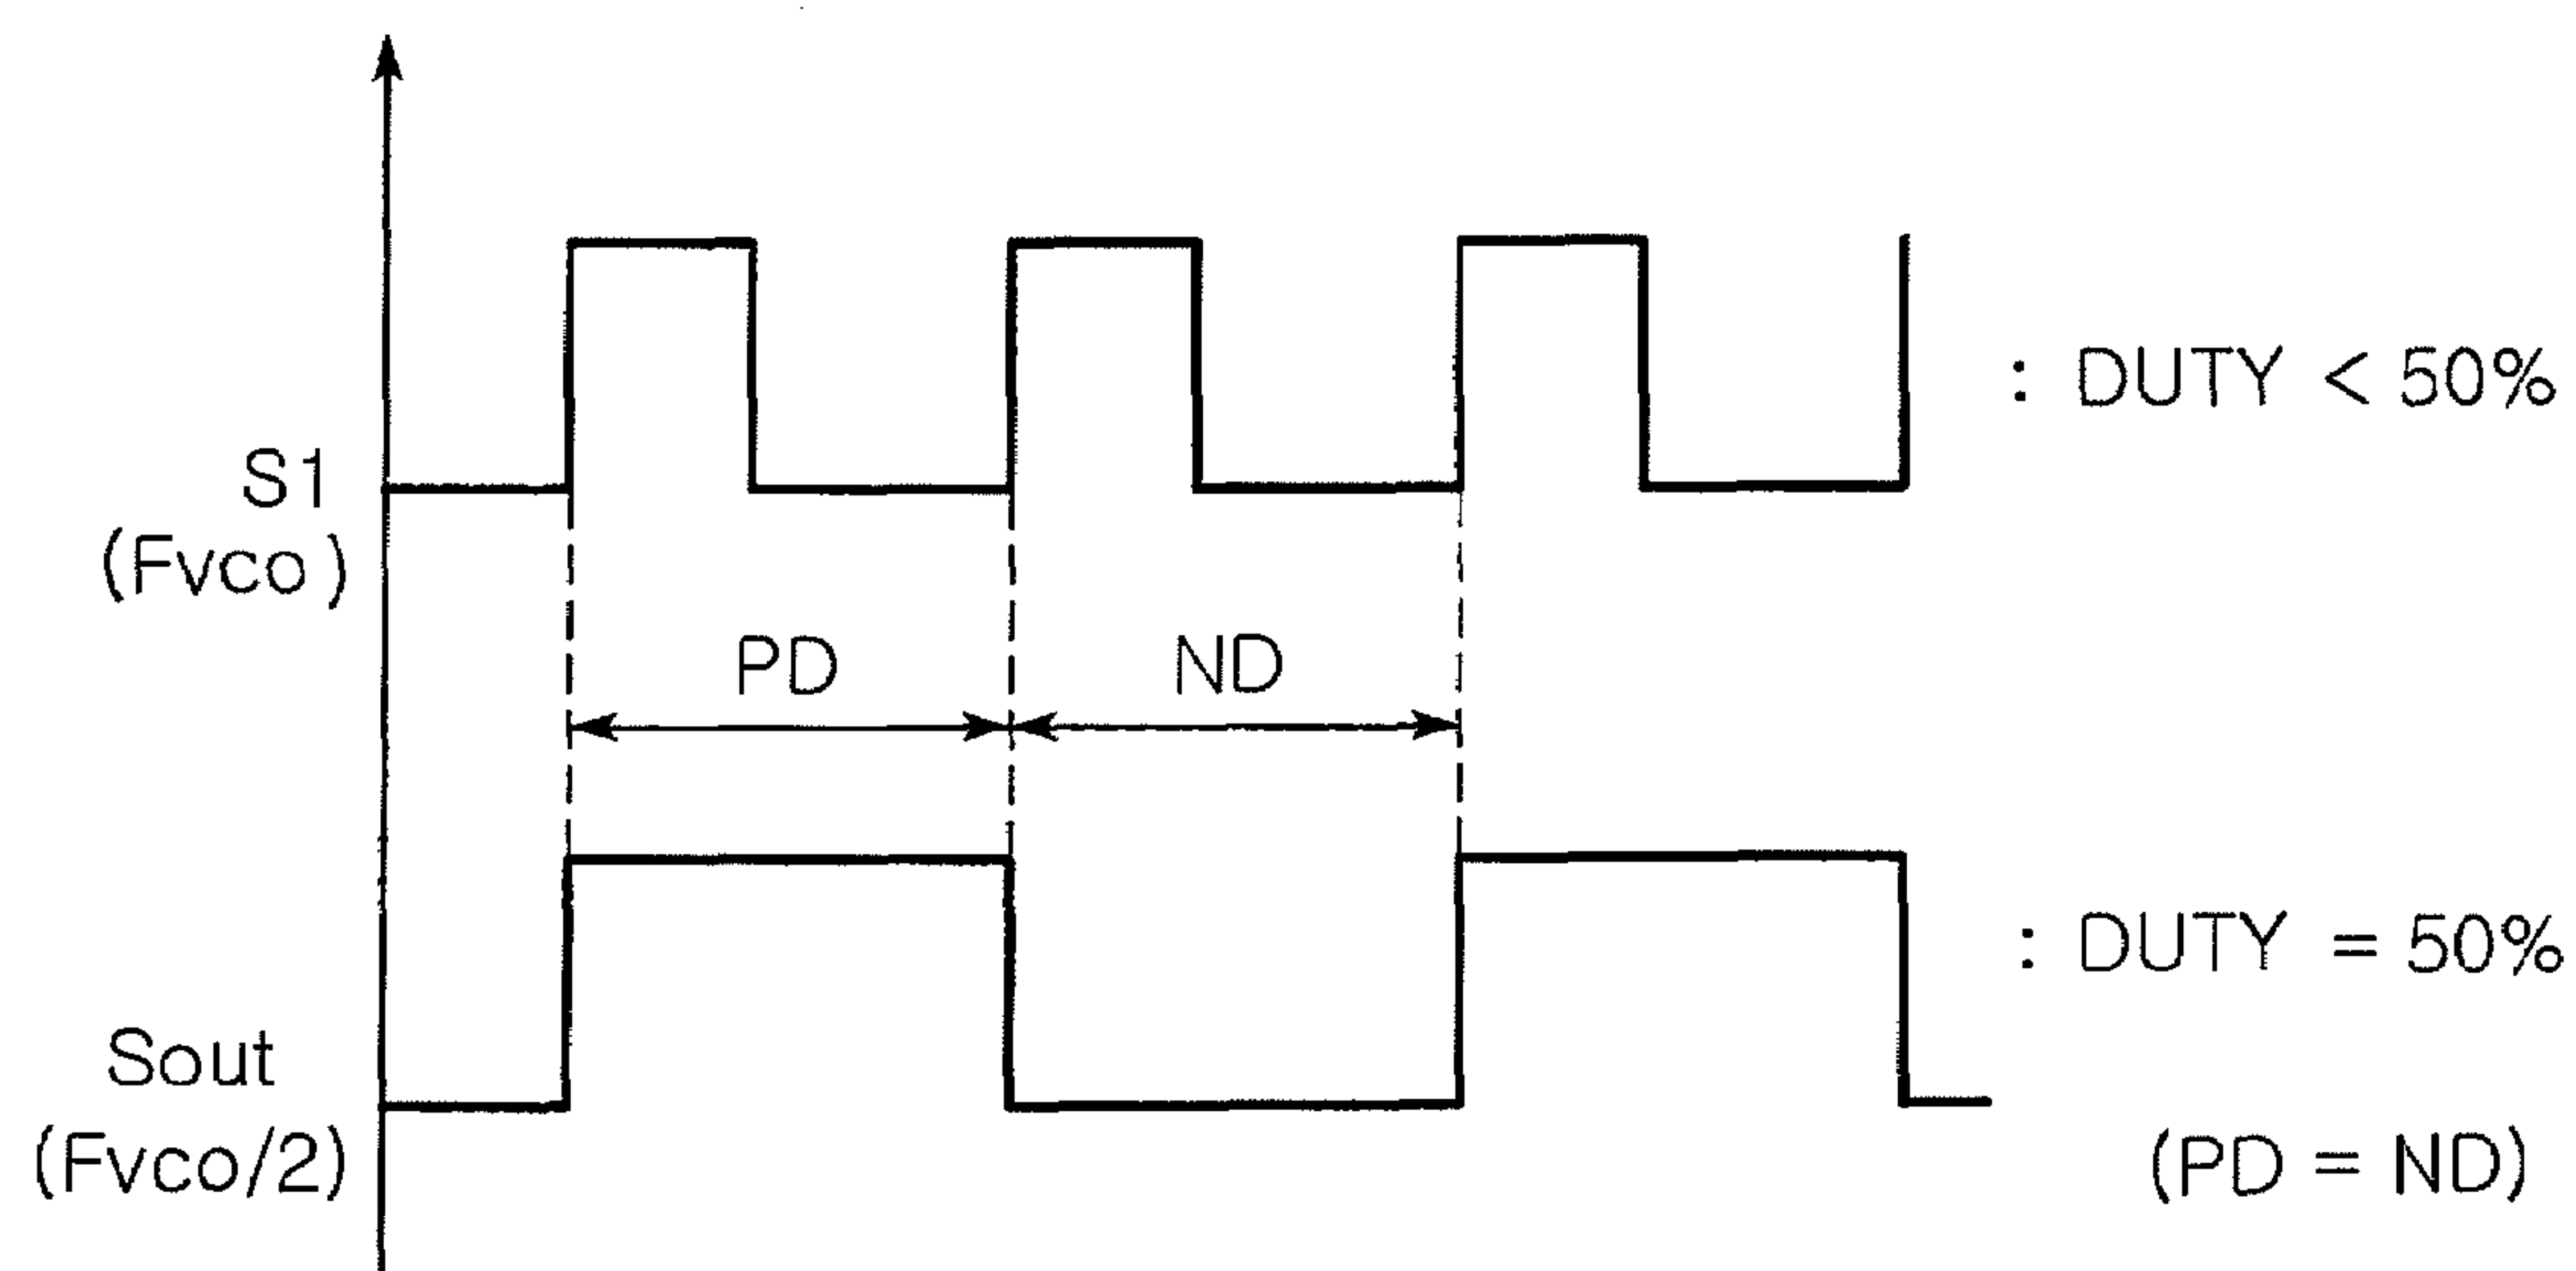 : DUTY < 50%
S1
(Fvco)
PD
ND
: DUTY = 50%
Sout
(Fvco/2)
(PD = ND)